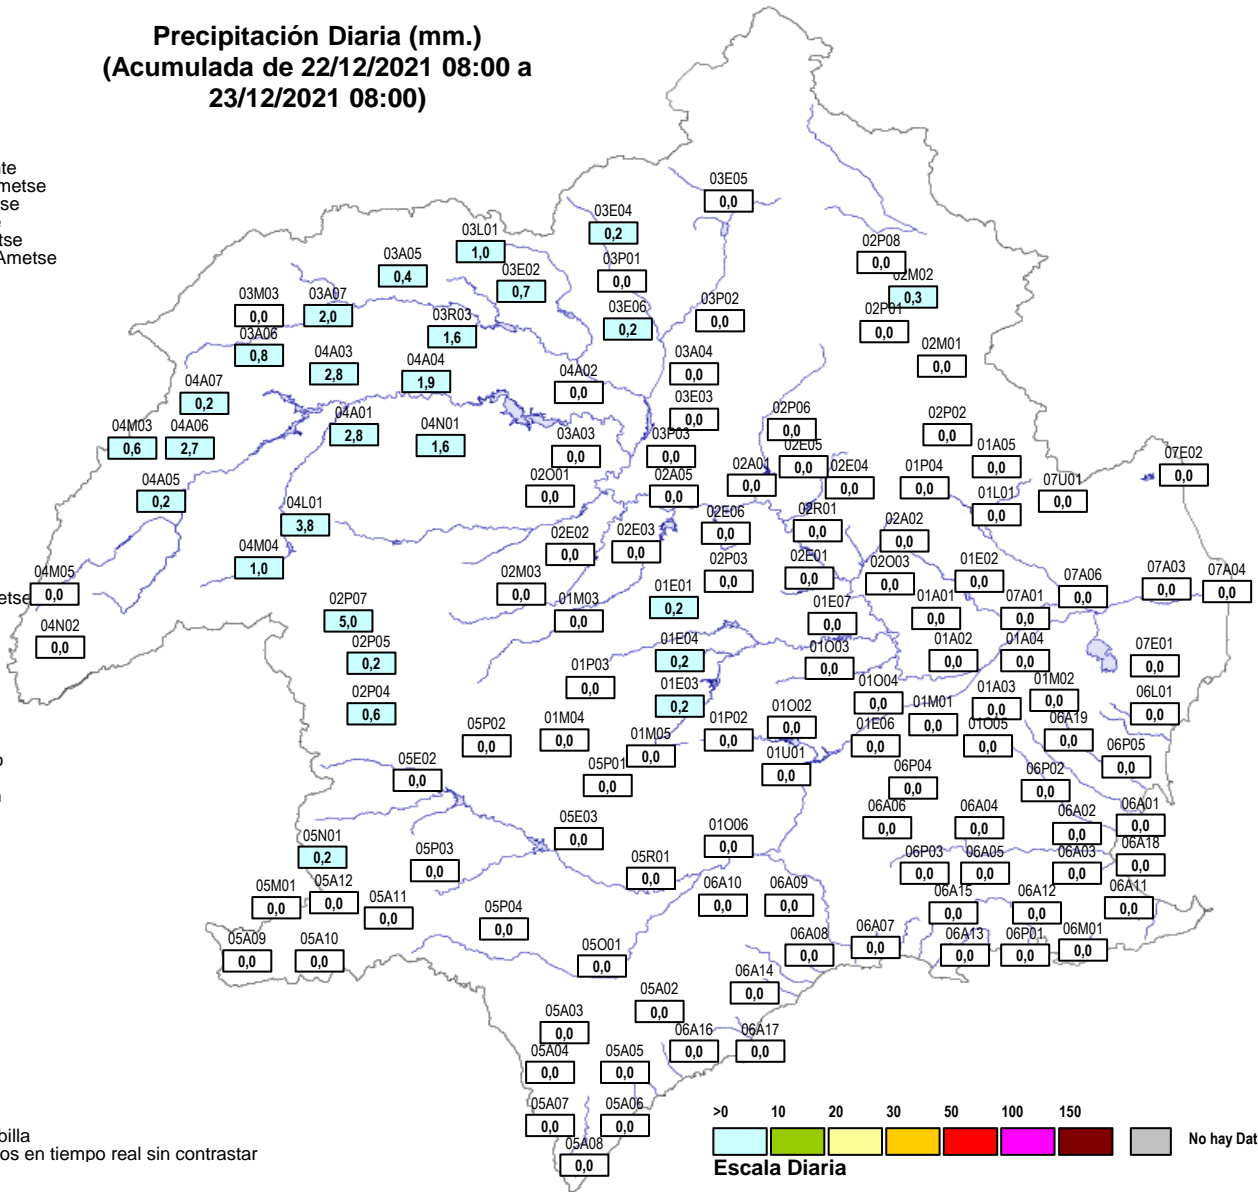 Precipitación Diaria (mm.)
(Acumulada de 22/12/2021 08:00 a
23/12/2021 08:00)
03E05
0,0
03E04
0,2
03L01
1,0
03A05
0,4
03P01
0,0
03E02
0,7
02P08
0,0
02M02
0,3
03M03
0,0
03A07
2,0
03R03
1,6
03E06
0,2
03P02
0,0
02P01
0,0
03A06
0,8
04A03
2,8
04A04
1,9
04A02
0,0
03A04
0,0
02M01
0,0
04A07
0,2
03E03
0,0
04M03
0,6
04A06
2,7
04A01
2,8
04N01
1,6
03A03
0,0
03P03
0,0
02P06
0,0
02E05
0,0
02P02
0,0
01A05
0,0
07E02
0,0
04A05
0,2
02O01
0,0
02A05
0,0
02A01
0,0
02E04
0,0
01P04
0,0
01L01
0,0
07U01
0,0
04L01
3,8
02E02
0,0
02E03
0,0
02E06
0,0
02R01
0,0
02A02
0,0
04M04
1,0
04M05
0,0
02M03
0,0
01M03
0,0
01E01
0,2
02P03
0,0
02E01
0,0
02O03
0,0
01E02
0,0
07A06
0,0
07A03
0,0
07A04
0,0
04N02
0,0
02P07
5,0
01E07
0,0
01A01
0,0
07A01
0,0
02P05
0,2
01E04
0,2
01O03
0,0
01A02
0,0
01A04
0,0
07E01
0,0
02P04
0,6
01P03
0,0
01E03
0,2
01O04
0,0
01M01
0,0
01A03
0,0
01M02
0,0
06L01
0,0
05P02
0,0
01M04
0,0
01M05
0,0
01P02
0,0
01O02
0,0
01E06
0,0
01O05
0,0
06A19
0,0
06P05
0,0
05E02
0,0
05P01
0,0
01U01
0,0
06P04
0,0
06P02
0,0
05E03
0,0
01O06
0,0
06A06
0,0
06A04
0,0
06A02
0,0
06A01
0,0
05N01
0,2
05P03
0,0
05R01
0,0
06P03
0,0
06A05
0,0
06A03
0,0
06A18
0,0
05M01
0,0
05A12
0,0
05A11
0,0
05P04
0,0
06A10
0,0
06A09
0,0
06A15
0,0
06A12
0,0
06A11
0,0
05A09
0,0
05A10
0,0
05O01
0,0
06A08
0,0
06A07
0,0
06A13
0,0
06P01
0,0
06M01
0,0
05A03
0,0
05A02
0,0
06A14
0,0
05A04
0,0
05A05
0,0
06A16
0,0
06A17
0,0
05A07
0,0
05A06
0,0
05A08
0,0
>0 10 20 30 50 100 150
No hay Dat
Escala Diaria
billa
os en tiempo real sin contrastar